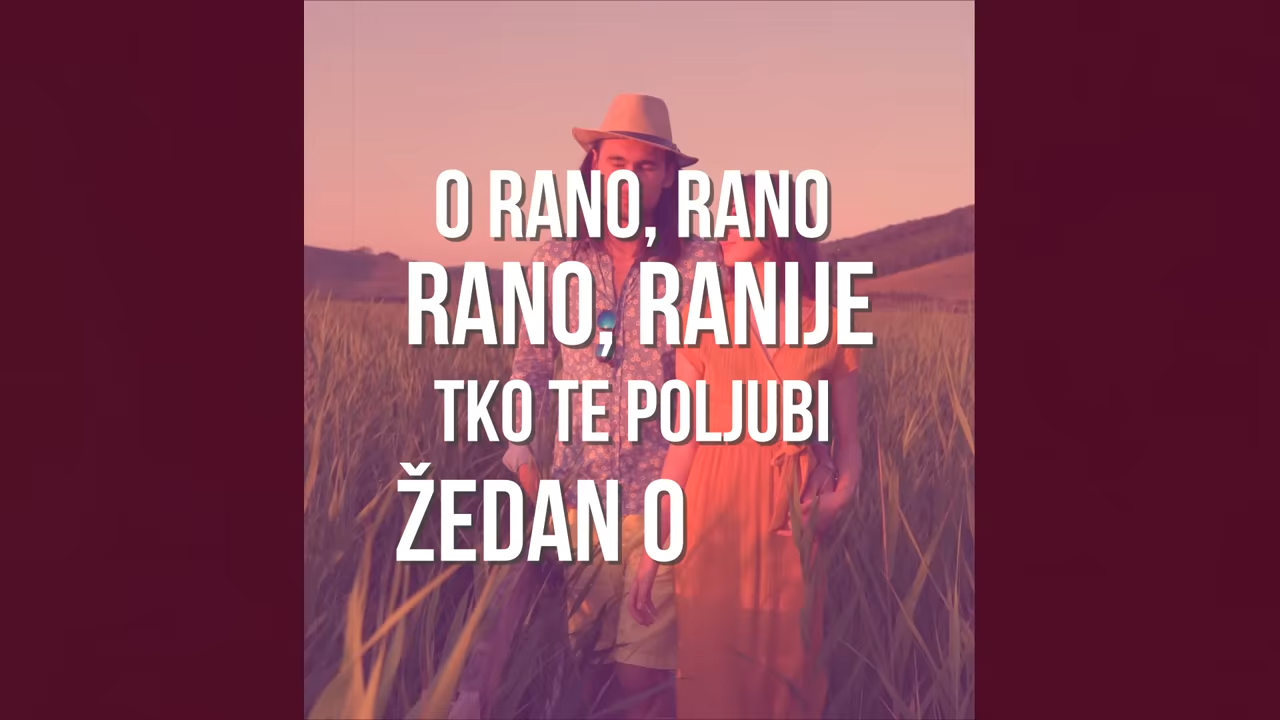 O RANO, RANO
RANO, RANIJE
TKO TE POLJUBI
ŽEDAN O